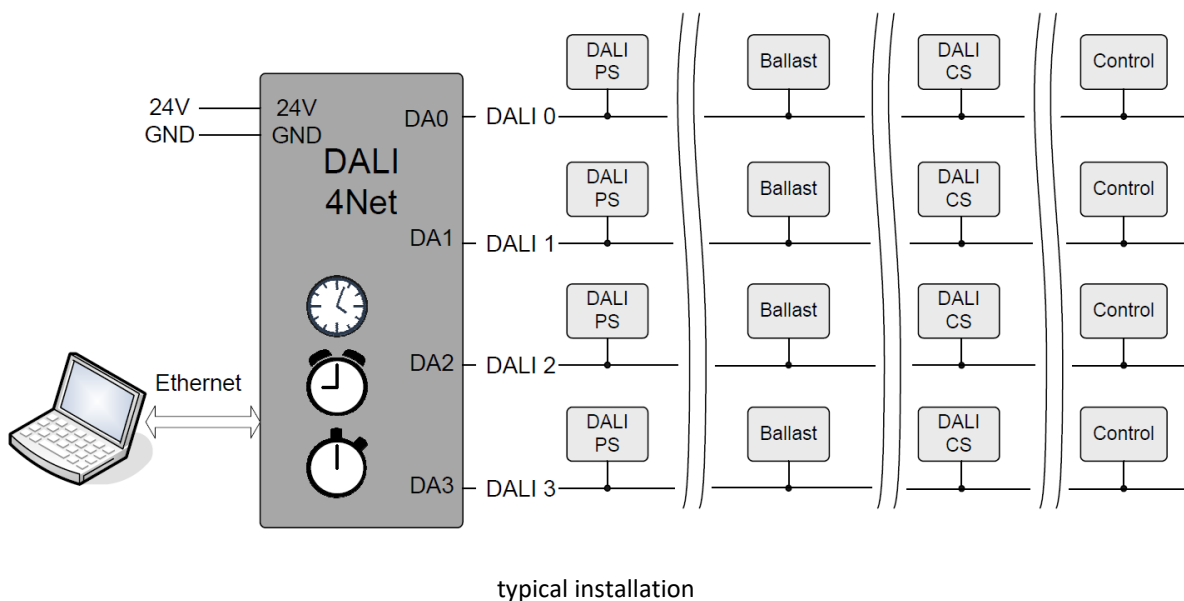 DALI
PS
Ballast
DALI
CS
Control
24V
24V
DA0
DALI 0
GND
GND
DALI
4Net
DALI
PS
Ballast
DALI
CS
Control
DA1
DALI 1
DALI
PS
Ballast
DALI
CS
Control
DA2
DALI 2
Ethernet
DALI
PS
Ballast
DALI
CS
Control
DA3
DALI 3
typical installation